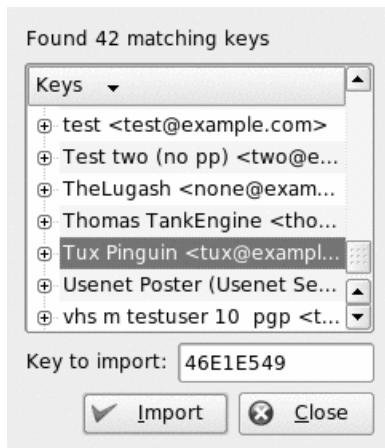 Found 42 matching keys
Keys
test <test@example.com>
Test two (no pp) <two@e...
TheLugash <none@exam...
Thomas TankEngine <tho...
Tux Pinguin <tux@exampl...
Usenet Poster (Usenet Se...
vhs m testuser 10 pgp <t...
Key to import: 46E1E549
Import Close